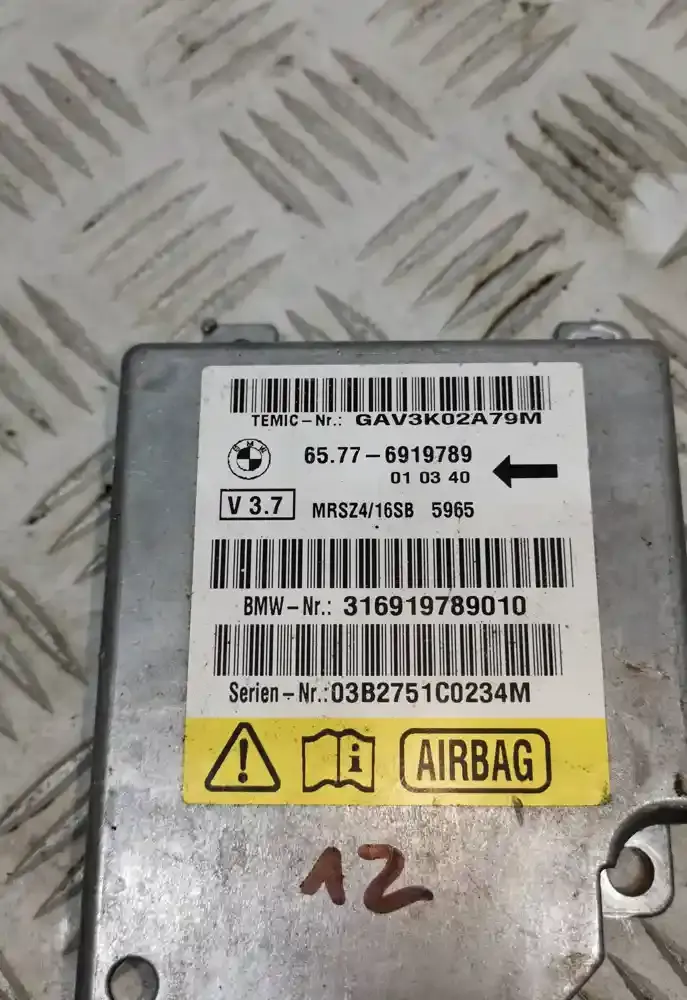 TEMIC-Nr.: GAV3K02A79M
BMW
65.77-6919789
01 03 40
V 3.7
MRSZ4/16SB 5965
BMW-Nr.: 316919789010
Serien-Nr.: 03B2751C0234M
AIRBAG
12